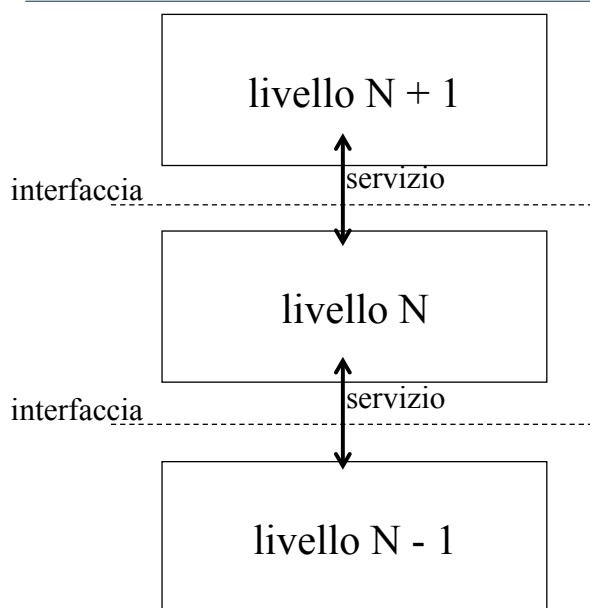 livello N + 1
servizio
interfaccia
livello N
servizio
interfaccia
livello N - 1